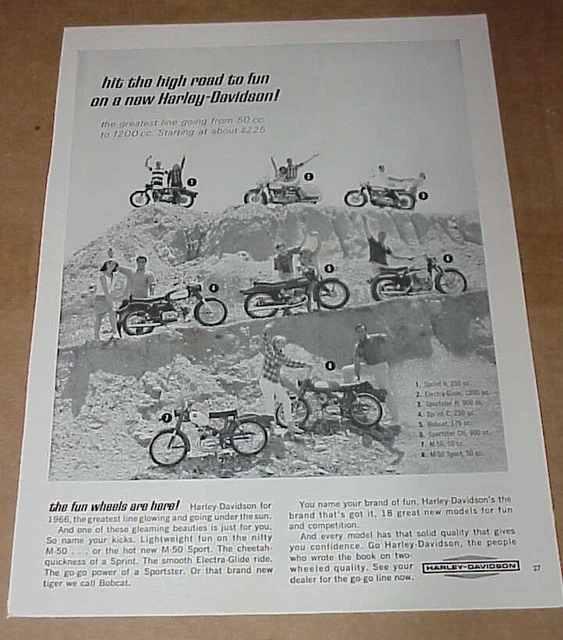 hit the high road to fun
on a new Harley-Davidson!
the greatest line going from 50 cc.
to 1200 cc. Starting at about $225.
1. Sprint H, 250 cc.
2. Electra Glide, 1200 cc.
3. Sportster H, 900 cc.
4. Sprint C, 250 cc.
5. Bobcat, 175 cc.
6. Sportster CH, 900 cc.
7. M-50, 50 cc.
8. M-50 Sport, 50 cc.
the fun wheels are here! Harley-Davidson for
1966, the greatest line glowing and going under the sun.
And one of these gleaming beauties is just for you.
So name your kicks. Lightweight fun on the nifty
M-50 . . . or the hot new M-50 Sport. The cheetah-
quickness of a Sprint. The smooth Electra-Glide ride.
The go-go power of a Sportster. Or that brand new
tiger we call Bobcat.
You name your brand of fun. Harley-Davidson's the
brand that's got it. 18 great new models for fun
and competition.
And every model has that solid quality that gives
you confidence. Go Harley-Davidson, the people
who wrote the book on two-
wheeled quality. See your
dealer for the go-go line now.
HARLEY-DAVIDSON
27